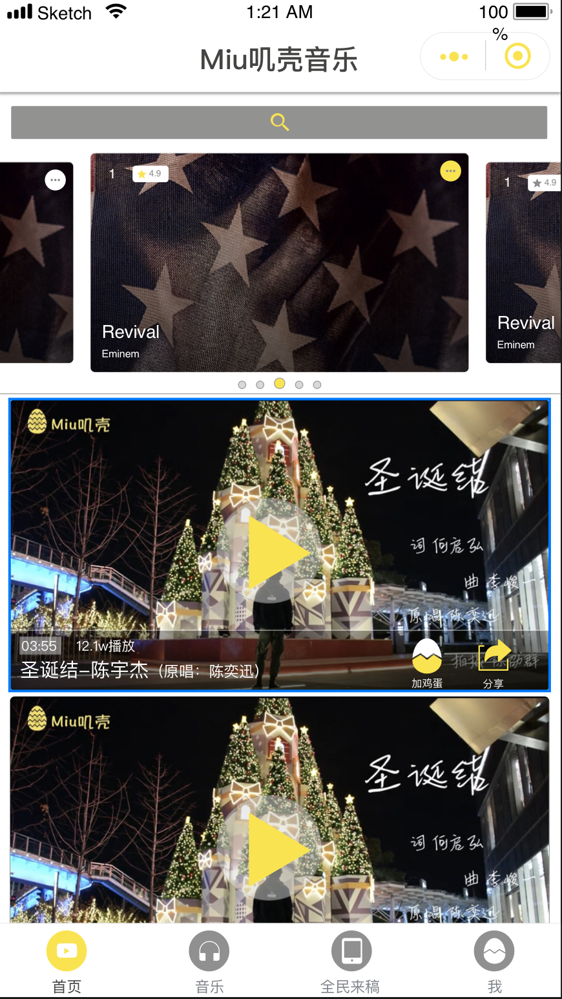 Sketch 1:21 AM 100 %
Miu叽壳音乐
1 4.9
1 4.9
Revival
Eminem
Revival
Eminem
Miu叽壳
圣诞结
词 何启弘
曲 李峻一
原唱 陈奕迅
03:55 12.1w播放
圣诞结-陈宇杰（原唱：陈奕迅）
加鸡蛋
分享
Miu叽壳
圣诞结
词 何启弘
曲 李峻一
原唱 陈奕迅
首页 音乐 全民来稿 我